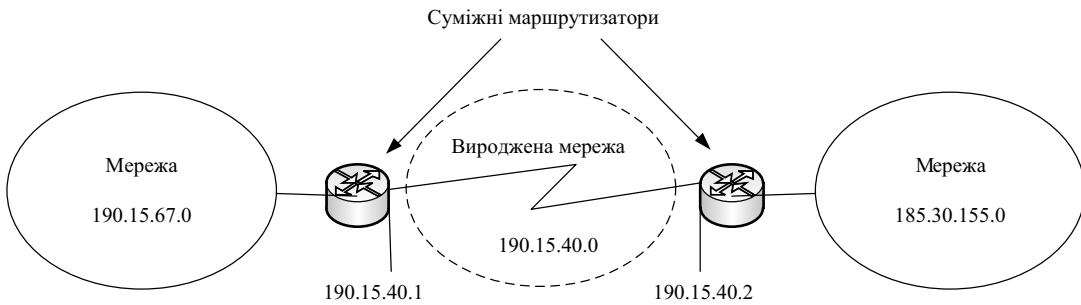 Суміжні маршрутизатори
Мережа
190.15.67.0
Вироджена мережа
190.15.40.0
Мережа
185.30.155.0
190.15.40.1
190.15.40.2